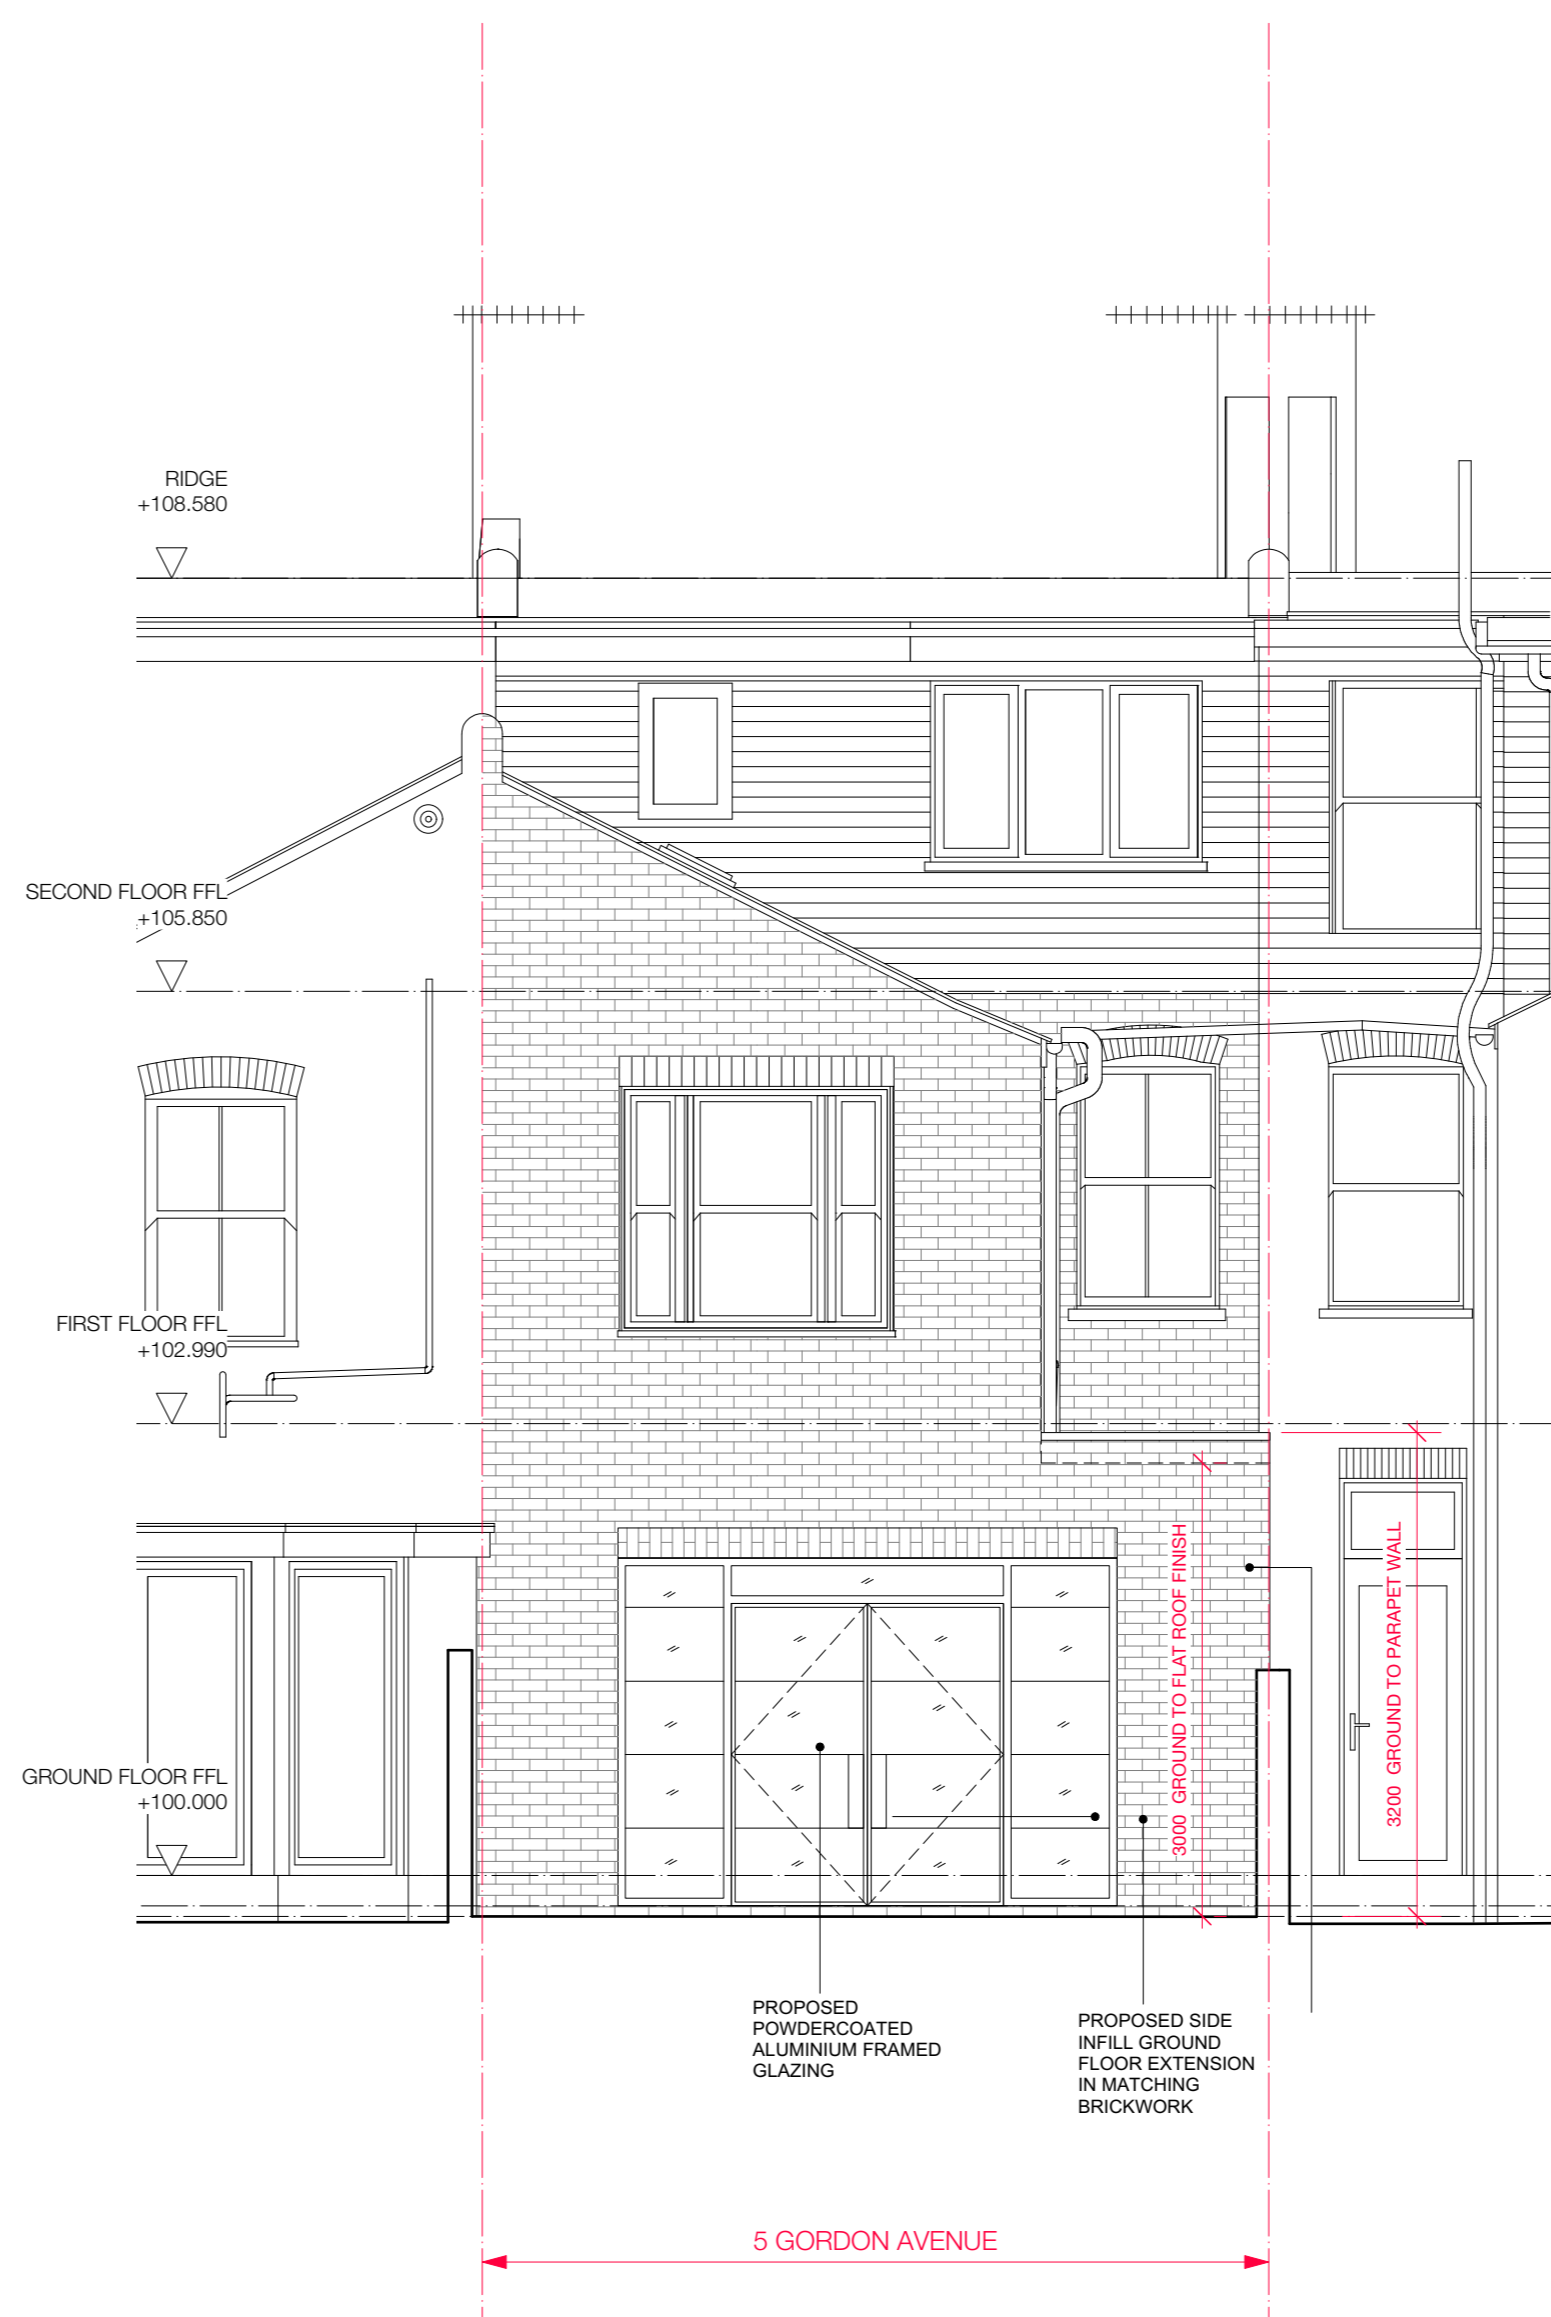 RIDGE
+108.580
SECOND FLOOR FFL
+105.850
FIRST FLOOR FFL
+102.990
GROUND FLOOR FFL
+100.000
3000 GROUND TO FLAT ROOF FINISH
3200 GROUND TO PARAPET WALL
PROPOSED
POWDERCOATED
ALUMINIUM FRAMED
GLAZING
PROPOSED SIDE
INFILL GROUND
FLOOR EXTENSION
IN MATCHING
BRICKWORK
5 GORDON AVENUE